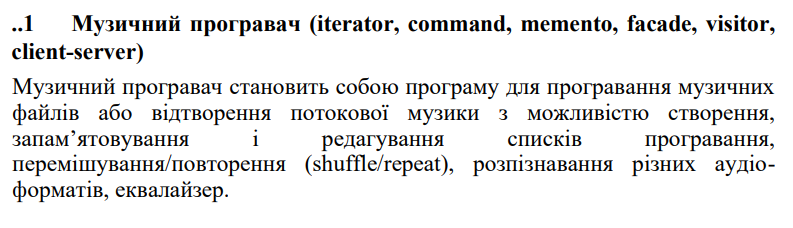 ..1 Музичний програвач (iterator, command, memento, facade, visitor,
client-server)
Музичний програвач становить собою програму для програвання музичних
файлів або відтворення потокової музики з можливістю створення,
запам’ятовування і редагування списків програвання,
перемішування/повторення (shuffle/repeat), розпізнавання різних аудіо-
форматів, еквалайзер.